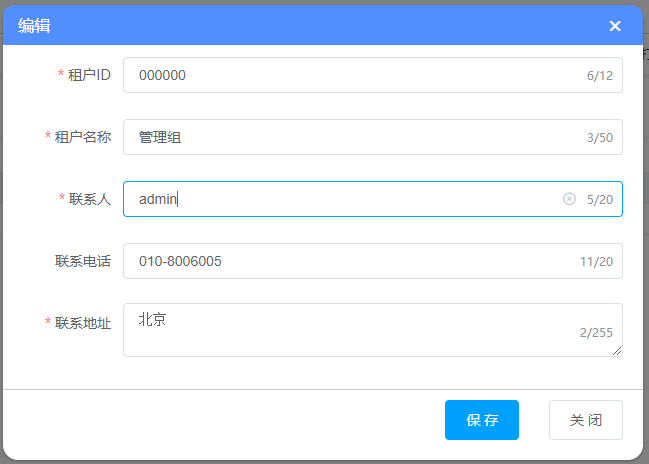 编辑
* 租户ID 000000 6/12
* 租户名称 管理组 3/50
* 联系人 admin 5/20
联系电话 010-8006005 11/20
* 联系地址 北京 2/255
保 存 关 闭